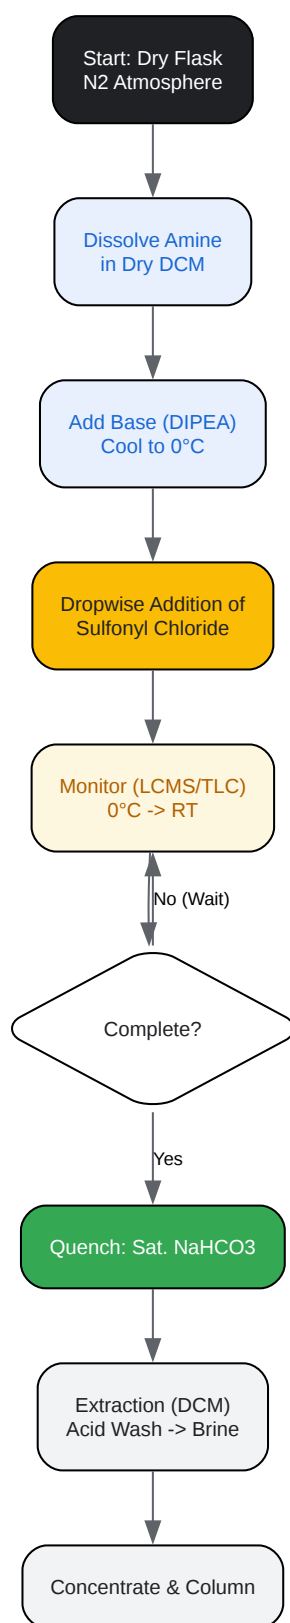 Start: Dry Flask
N2 Atmosphere
Dissolve Amine
in Dry DCM
Add Base (DIPEA)
Cool to 0°C
Dropwise Addition of
Sulfonyl Chloride
Monitor (LCMS/TLC)
0°C -> RT
No (Wait)
Complete?
Yes
Quench: Sat. NaHCO3
Extraction (DCM)
Acid Wash -> Brine
Concentrate & Column